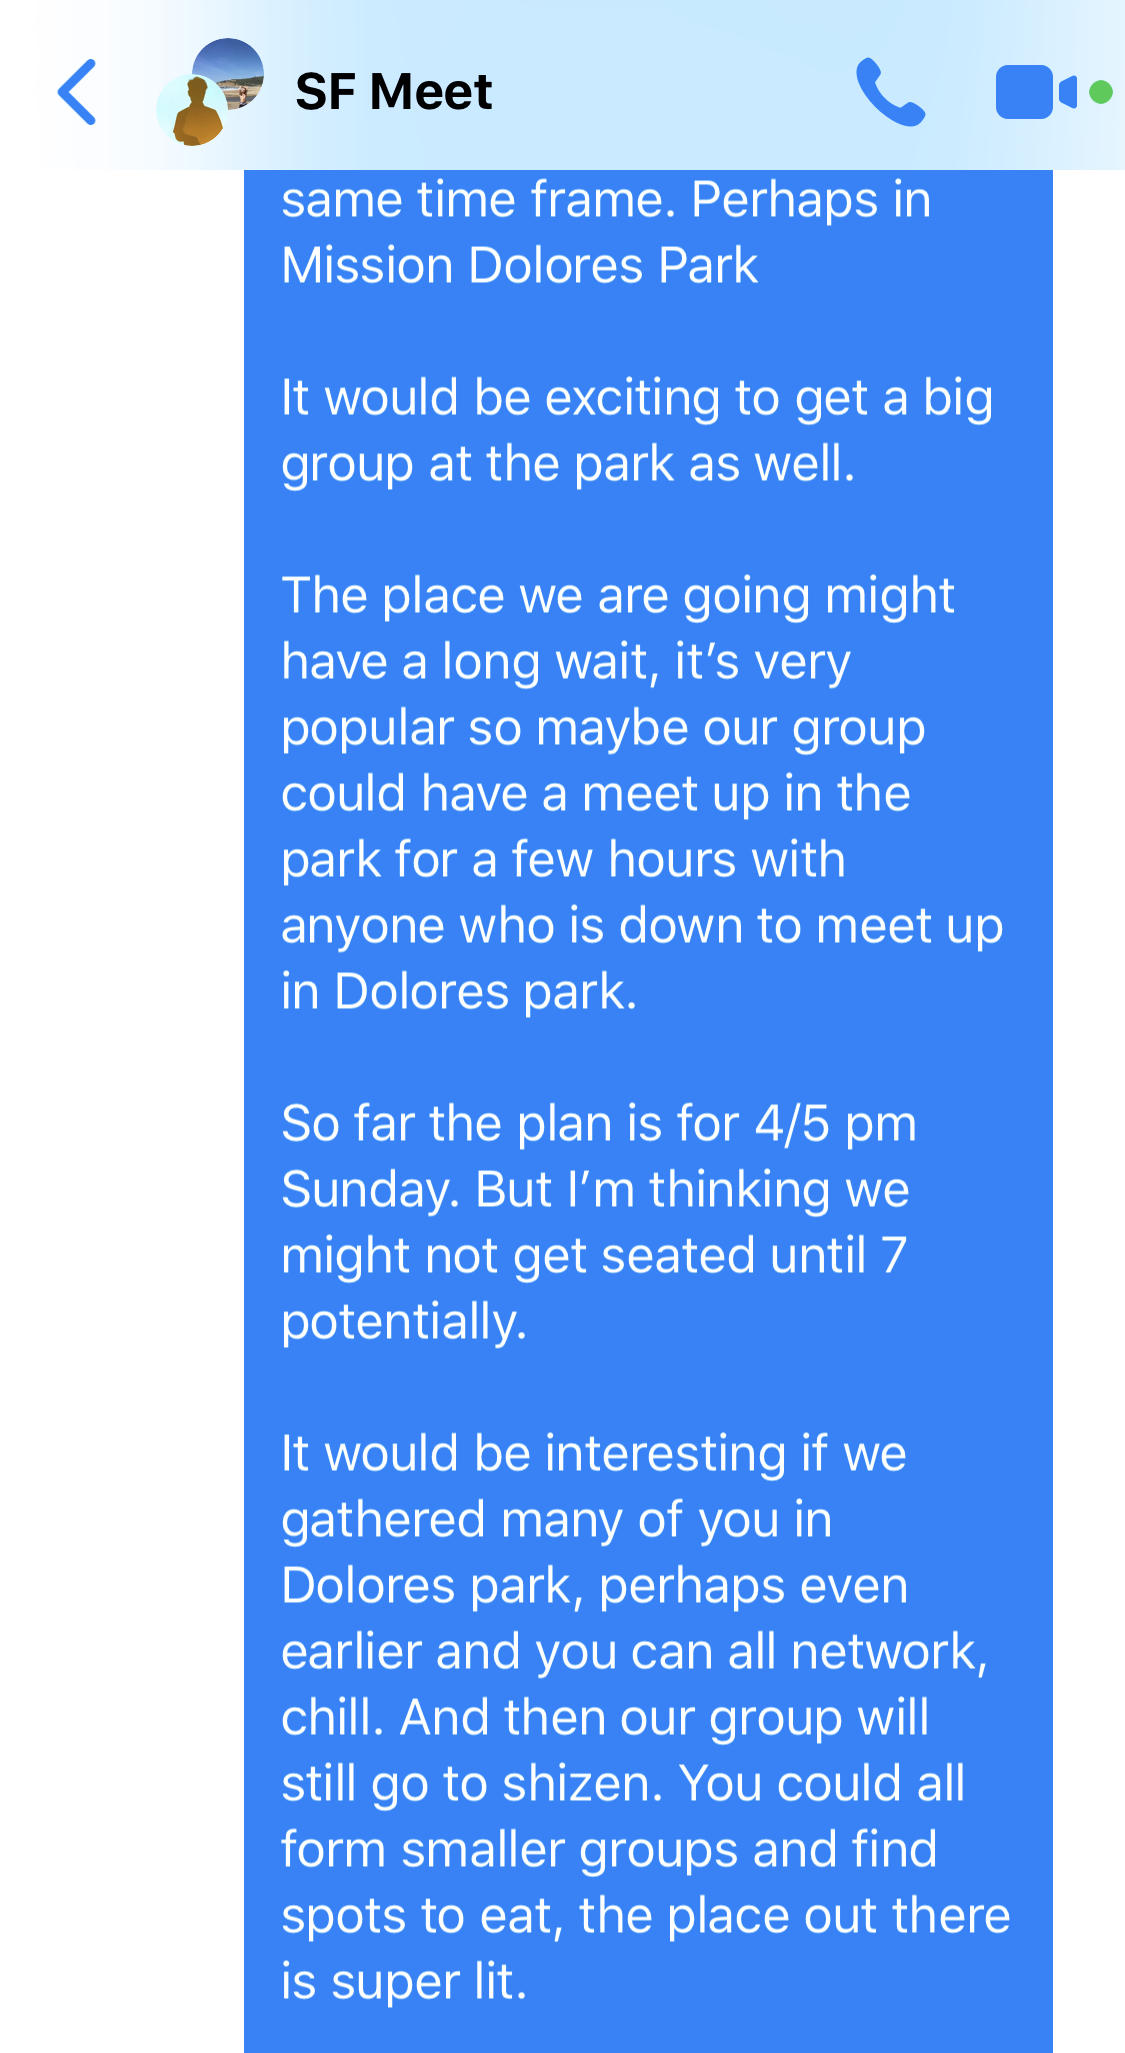 SF Meet
same time frame. Perhaps in
Mission Dolores Park
It would be exciting to get a big
group at the park as well.
The place we are going might
have a long wait, it’s very
popular so maybe our group
could have a meet up in the
park for a few hours with
anyone who is down to meet up
in Dolores park.
So far the plan is for 4/5 pm
Sunday. But I’m thinking we
might not get seated until 7
potentially.
It would be interesting if we
gathered many of you in
Dolores park, perhaps even
earlier and you can all network,
chill. And then our group will
still go to shizen. You could all
form smaller groups and find
spots to eat, the place out there
is super lit.